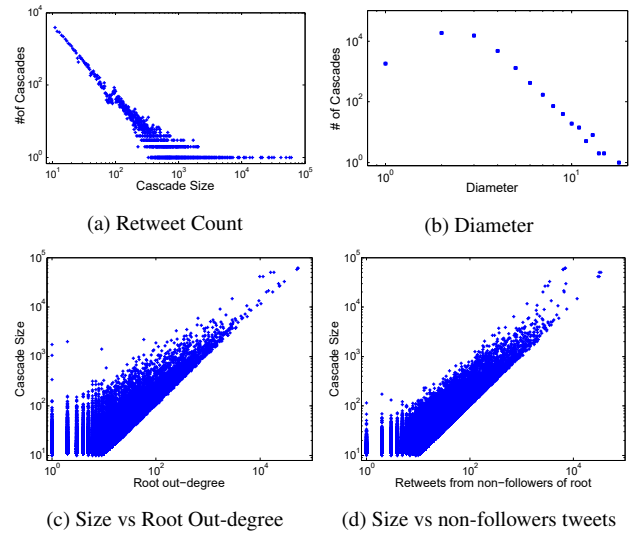 10^4
10^2
10^0
#of Cascades
10^1
10^2
10^3
10^4
10^5
Cascade Size
(a) Retweet Count
10^4
10^2
10^0
# of Cascades
10^0
10^1
Diameter
(b) Diameter
10^5
10^4
10^3
10^2
10^1
Cascade Size
10^0
10^2
10^4
Root out-degree
(c) Size vs Root Out-degree
10^5
10^4
10^3
10^2
10^1
Cascade Size
10^0
10^2
10^4
Retweets from non-followers of root
(d) Size vs non-followers tweets